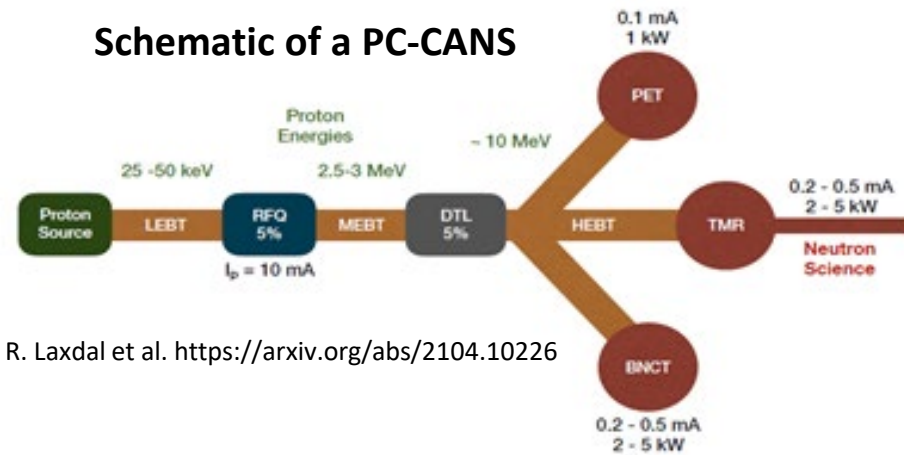 Schematic of a PC-CANS
0.1 mA
1 kW
PET
Proton
Energies
~ 10 MeV
25 -50 keV
2.5-3 MeV
Proton
Source
LEBT
RFQ
5%
MEBT
DTL
5%
HEBT
TMR
0.2 - 0.5 mA
2 - 5 kW
Neutron
Science
Ip = 10 mA
R. Laxdal et al. https://arxiv.org/abs/2104.10226
BNCT
0.2 - 0.5 mA
2 - 5 kW